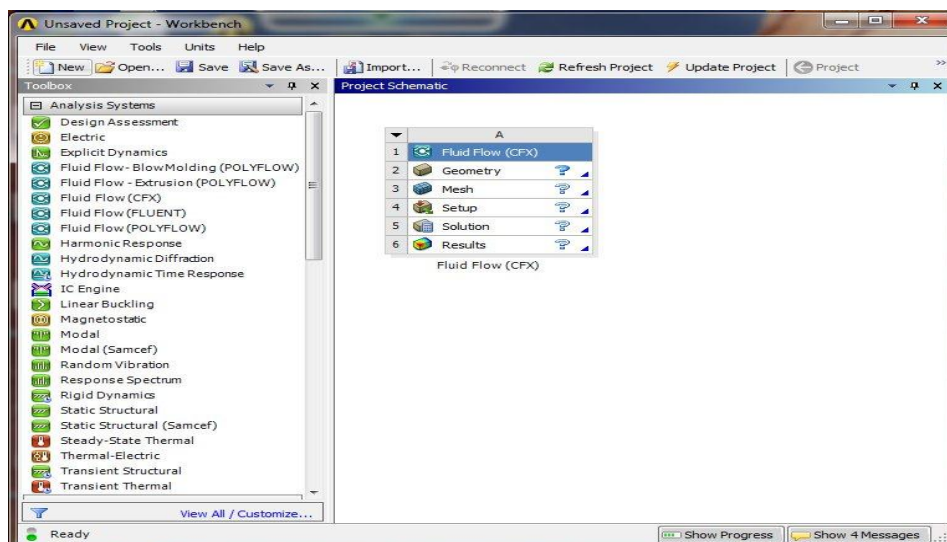 Unsaved Project - Workbench
File View Tools Units Help
New Open... Save Save As... Import... Reconnect Refresh Project Update Project Project
Toolbox
Project Schematic
Analysis Systems
Design Assessment
Electric
Explicit Dynamics
Fluid Flow- BlowMolding (POLYFLOW)
Fluid Flow - Extrusion (POLYFLOW)
Fluid Flow (CFX)
Fluid Flow (FLUENT)
Fluid Flow (POLYFLOW)
Harmonic Response
Hydrodynamic Diffraction
Hydrodynamic Time Response
IC Engine
Linear Buckling
Magnetostatic
Modal
Modal (Samcef)
Random Vibration
Response Spectrum
Rigid Dynamics
Static Structural
Static Structural (Samcef)
Steady-State Thermal
Thermal-Electric
Transient Structural
Transient Thermal
View All / Customize...
A
1 Fluid Flow (CFX)
2 Geometry ?
3 Mesh ?
4 Setup ?
5 Solution ?
6 Results ?
Fluid Flow (CFX)
Ready
Show Progress Show 4 Messages